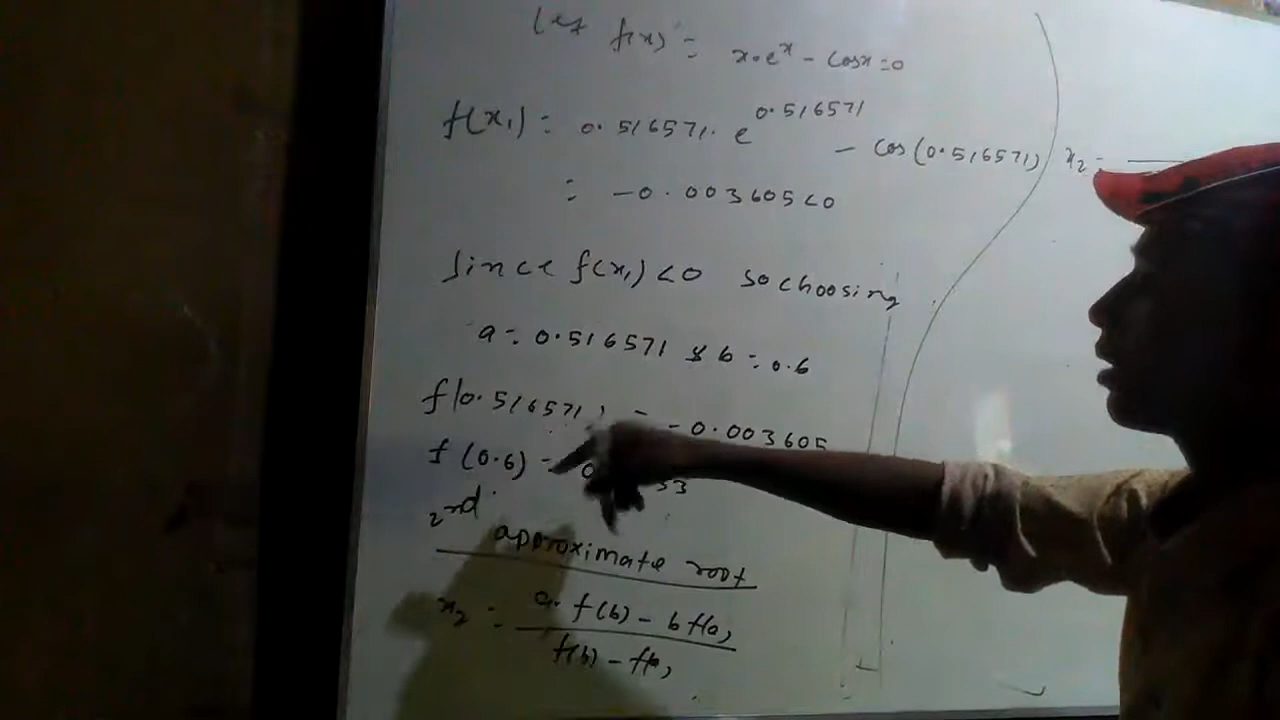 Let f(x) = x.e^x - cosx = 0
f(x₁) = 0.516571. e^0.516571 - cos(0.516571)
= -0.003605 < 0
Since f(x₁) < 0 so choosing
a = 0.516571 & b = 0.6
f(0.516571) = -0.003605
f(0.6) =
2nd approximate root
x₂ = a. f(b) - b f(a) / f(b) - f(a)
x₂ =